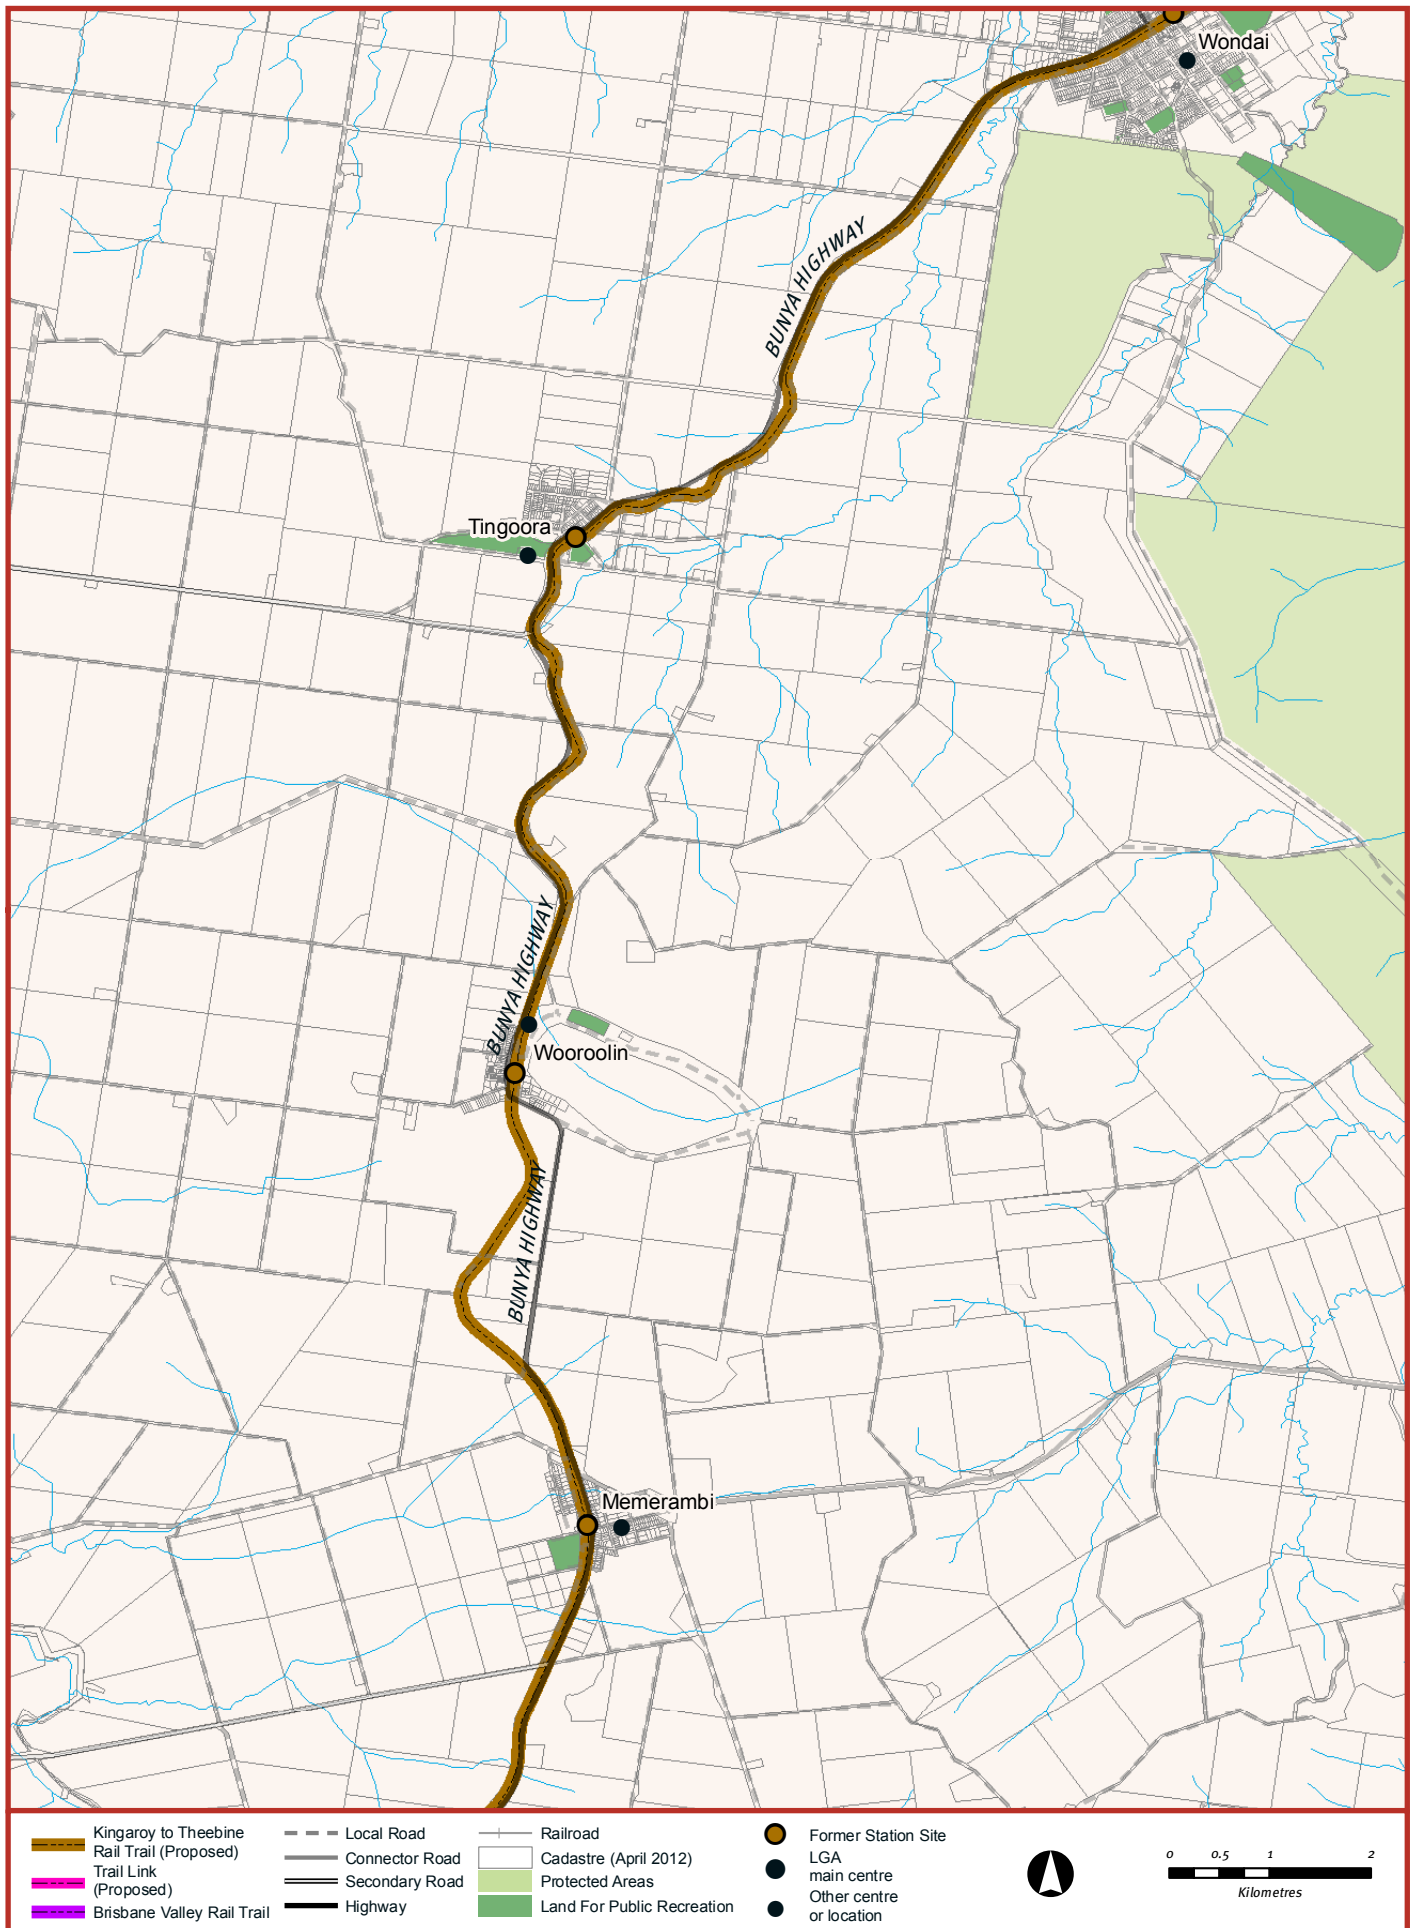 Wondai
BUNYA HIGHWAY
Tingoora
BUNYA HIGHWAY
Wooroolin
BUNYA HIGHWAY
Memerambi
Kingaroy to Theebine
Rail Trail (Proposed)
Trail Link
(Proposed)
Brisbane Valley Rail Trail
Local Road
Connector Road
Secondary Road
Highway
Railroad
Cadastre (April 2012)
Protected Areas
Land For Public Recreation
Former Station Site
LGA
main centre
Other centre
or location
0 0.5 1 2
Kilometres